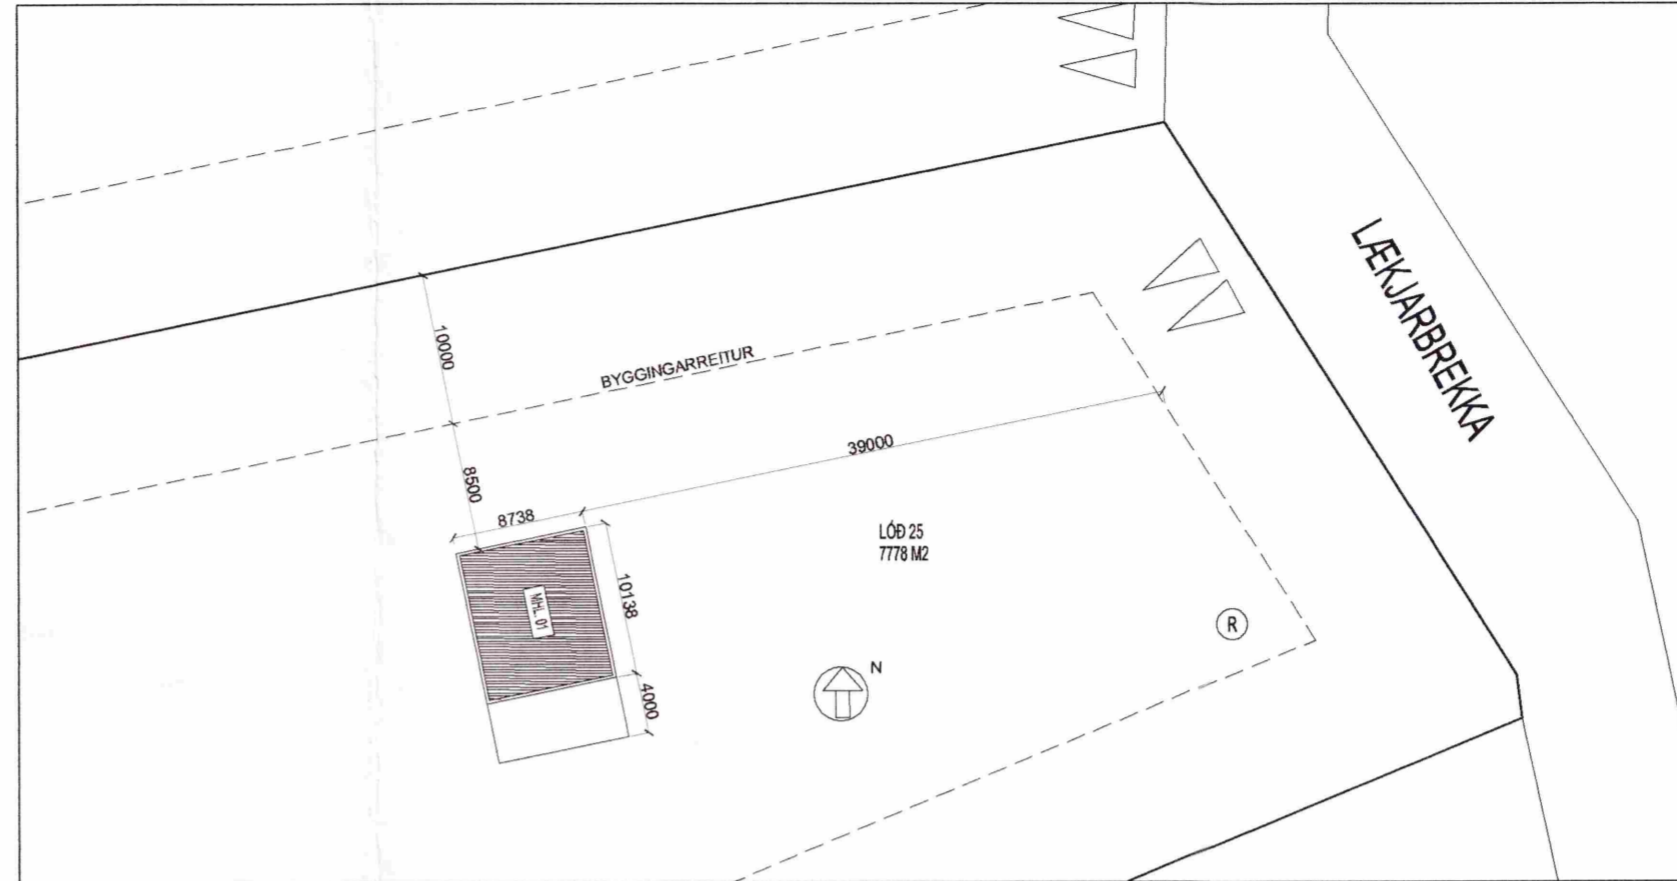 LÆKJARBREKKA
10000
BYGGINGARREITUR
39000
8500
8738
LÓÐ 25
7778 M2
10138
MHL. 01
R
N
4000